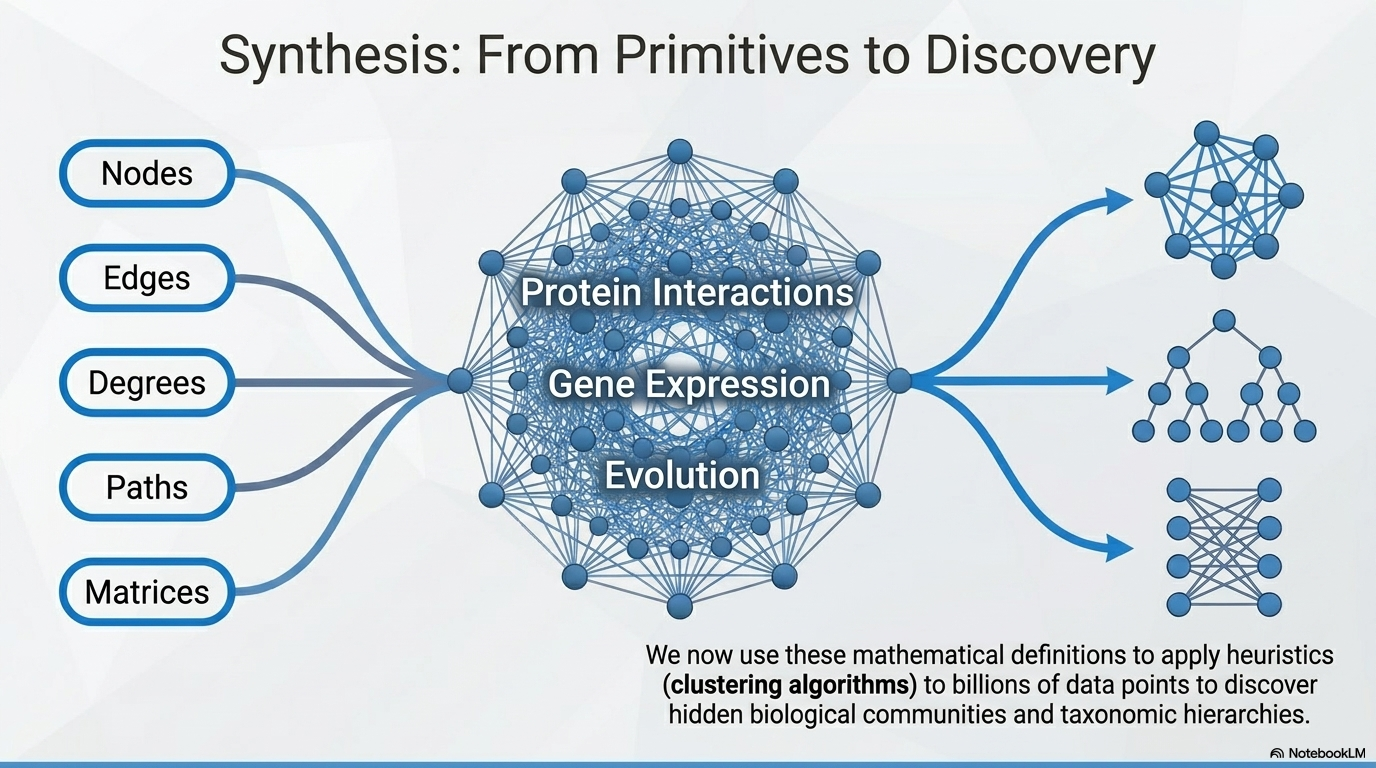 Synthesis: From Primitives to Discovery
Nodes
Edges
Degrees
Paths
Matrices
Protein Interactions
Gene Expression
Evolution
We now use these mathematical definitions to apply heuristics
(clustering algorithms) to billions of data points to discover
hidden biological communities and taxonomic hierarchies.
NotebookLM